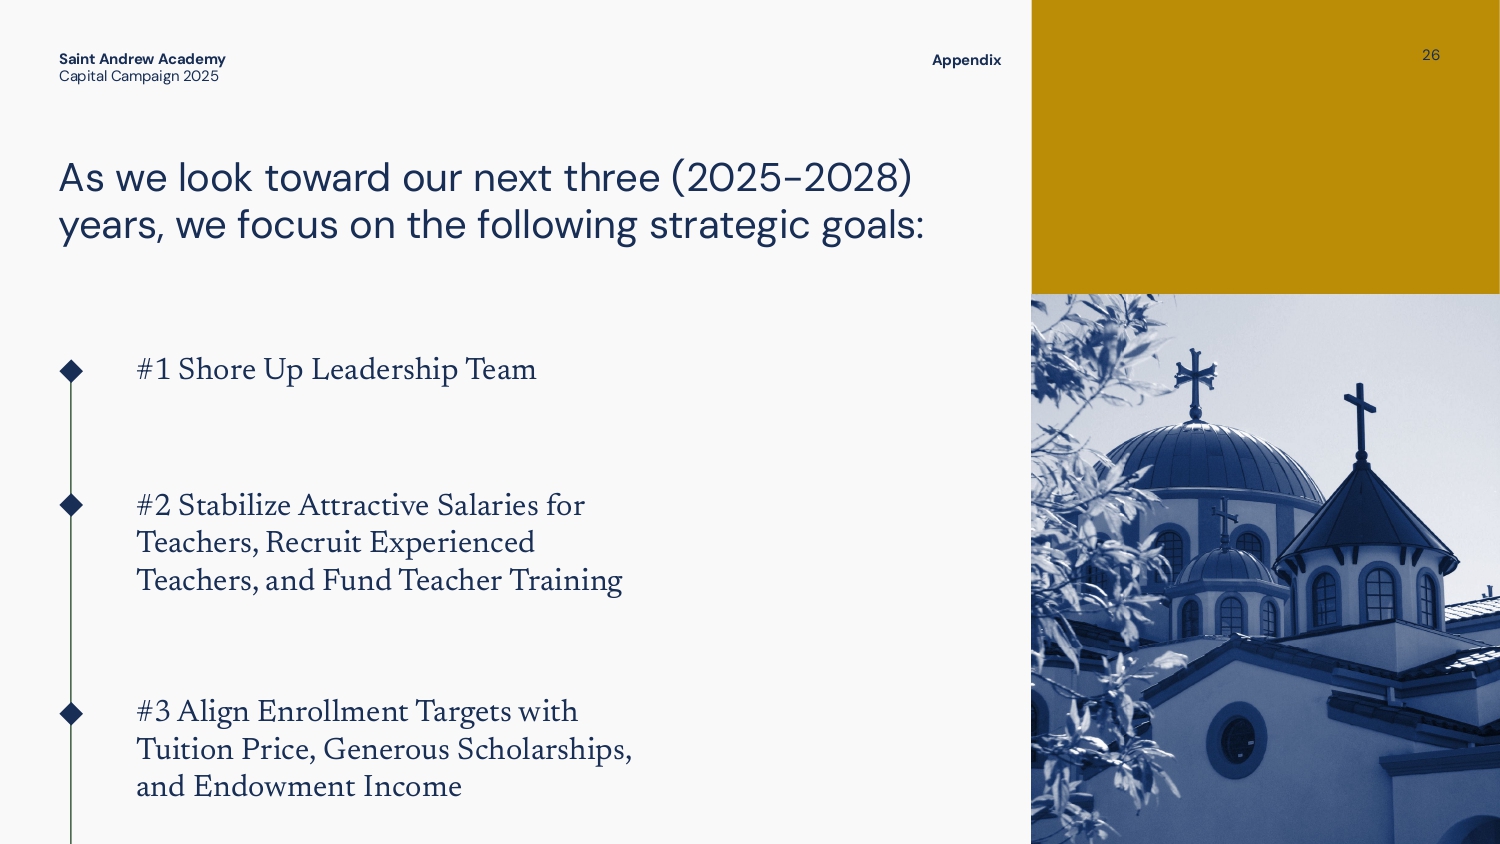 Saint Andrew Academy
Capital Campaign 2025
Appendix
26
As we look toward our next three (2025-2028)
years, we focus on the following strategic goals:
#1 Shore Up Leadership Team
#2 Stabilize Attractive Salaries for
Teachers, Recruit Experienced
Teachers, and Fund Teacher Training
#3 Align Enrollment Targets with
Tuition Price, Generous Scholarships,
and Endowment Income